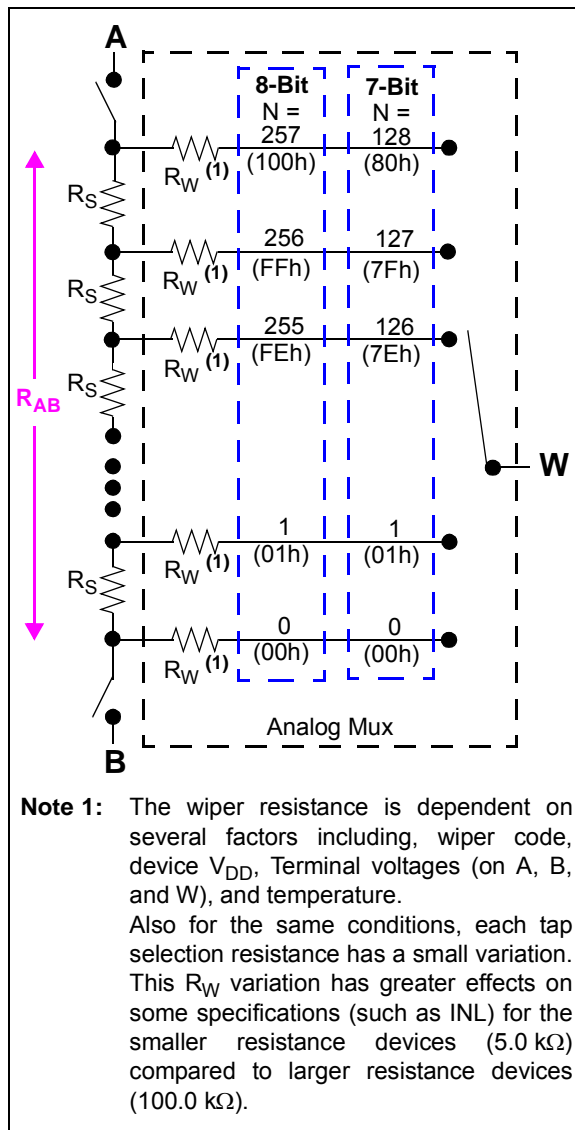 A
8-Bit 7-Bit
N = N =
257 128
(100h) (80h)
RW (1)
RS
256 127
(FFh) (7Fh)
RW (1)
RS
255 126
(FEh) (7Eh)
RW (1)
RS
RAB
W
1 1
(01h) (01h)
RW (1)
RS
0 0
(00h) (00h)
RW (1)
Analog Mux
B
Note 1: The wiper resistance is dependent on
several factors including, wiper code,
device VDD, Terminal voltages (on A, B,
and W), and temperature.
Also for the same conditions, each tap
selection resistance has a small variation.
This RW variation has greater effects on
some specifications (such as INL) for the
smaller resistance devices (5.0 kΩ)
compared to larger resistance devices
(100.0 kΩ).